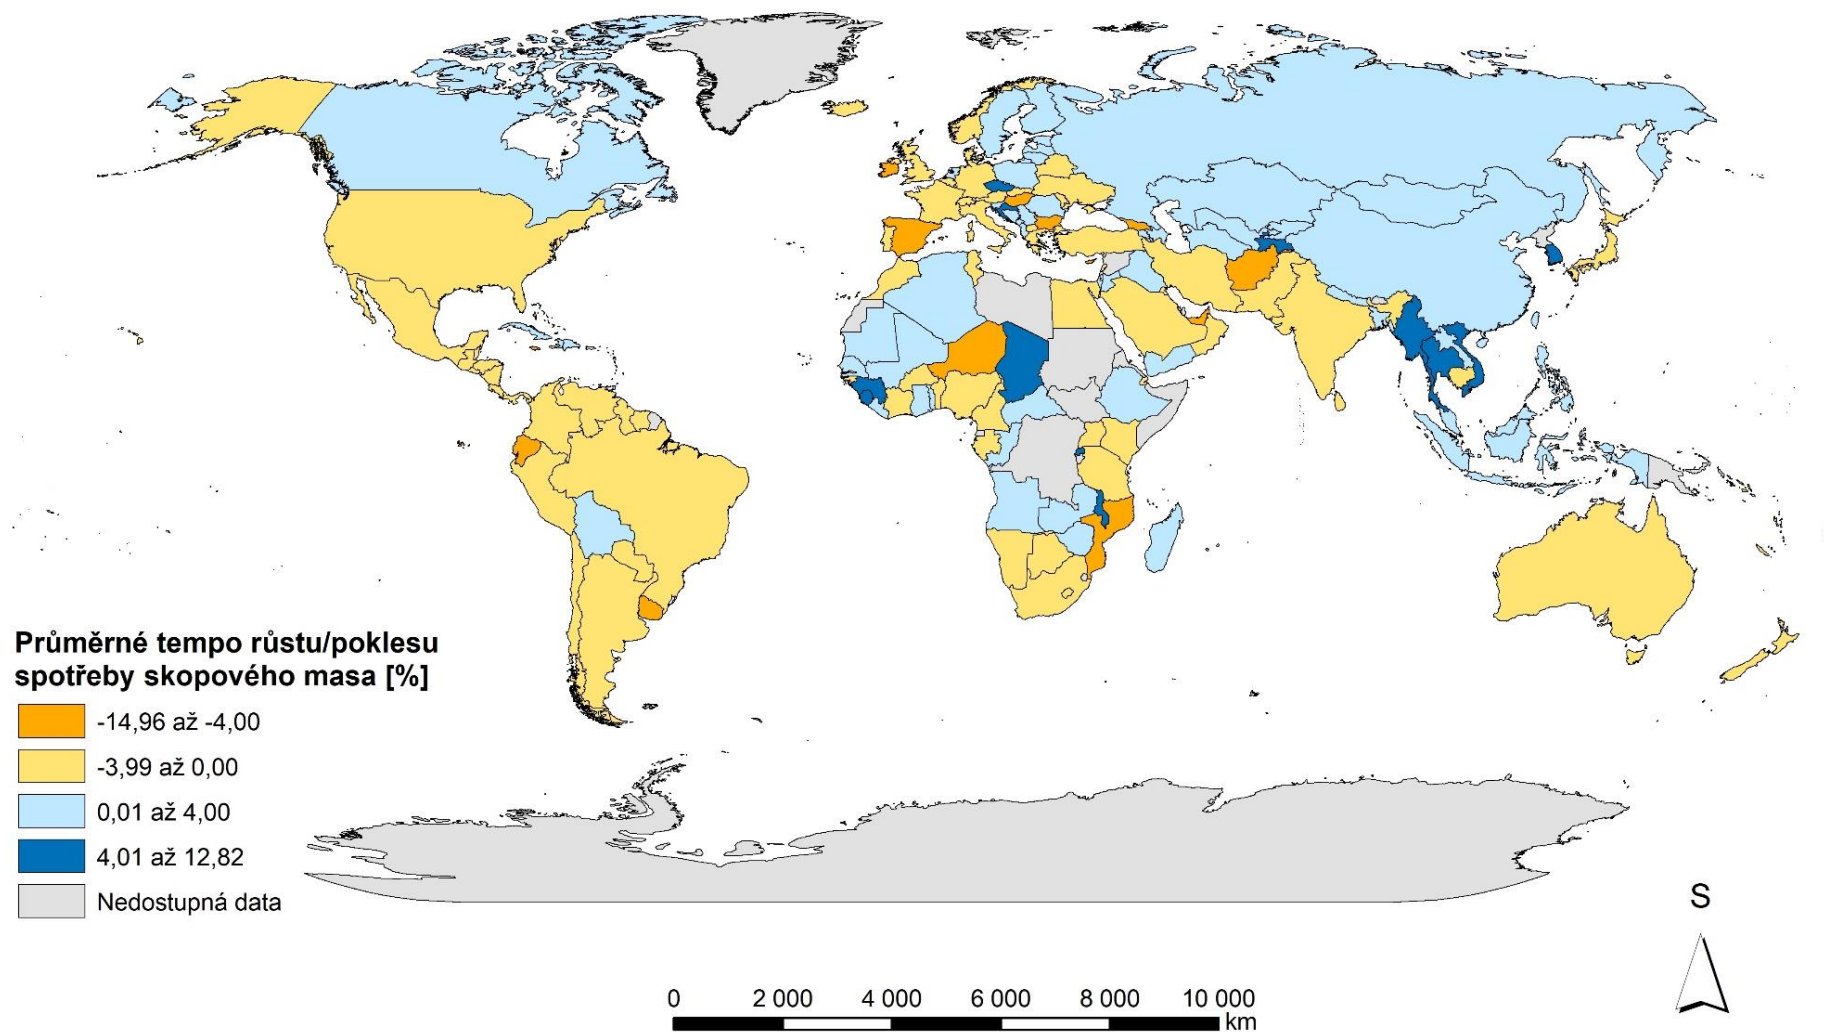 Průměrné tempo růstu/poklesu
spotřeby skopového masa [%]
-14,96 až -4,00
-3,99 až 0,00
0,01 až 4,00
4,01 až 12,82
Nedostupná data
S
0 2 000 4 000 6 000 8 000 10 000
km